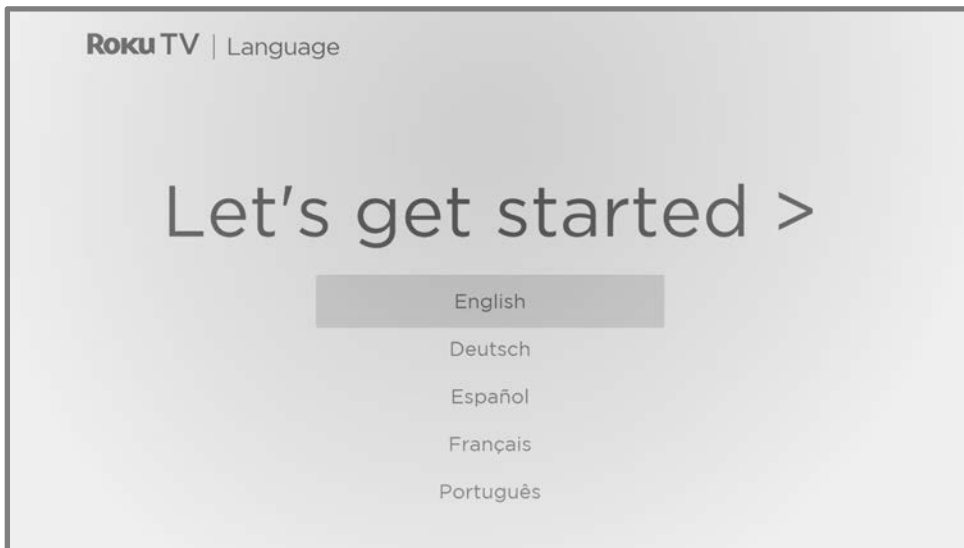 Roku TV | Language
Let's get started >
English
Deutsch
Español
Français
Português